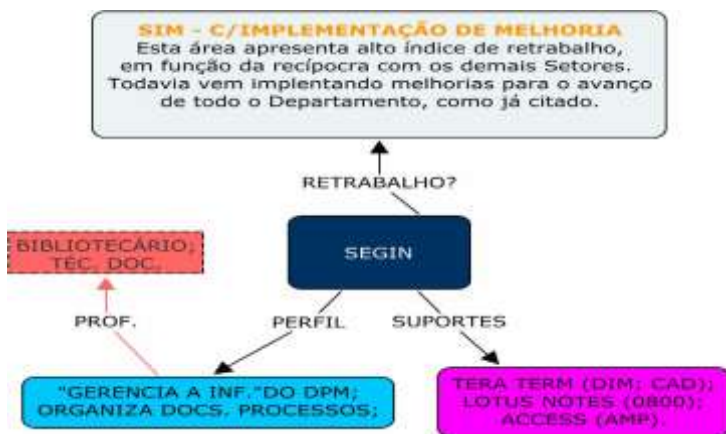 SIM - C/IMPLEMENTAÇÃO DE MELHORIA
Esta área apresenta alto índice de retrabalho,
em função da recípocra com os demais Setores.
Todavia vem implentando melhorias para o avanço
de todo o Departamento, como já citado.
RETRABALHO?
BIBLIOTECÁRIO;
TÉC. DOC.
SEGIN
PROF.
PERFIL
SUPORTES
"GERENCIA A INF."DO DPM;
ORGANIZA DOCS. PROCESSOS;
TERA TERM (DIM; CAD);
LOTUS NOTES (0800);
ACCESS (AMP).